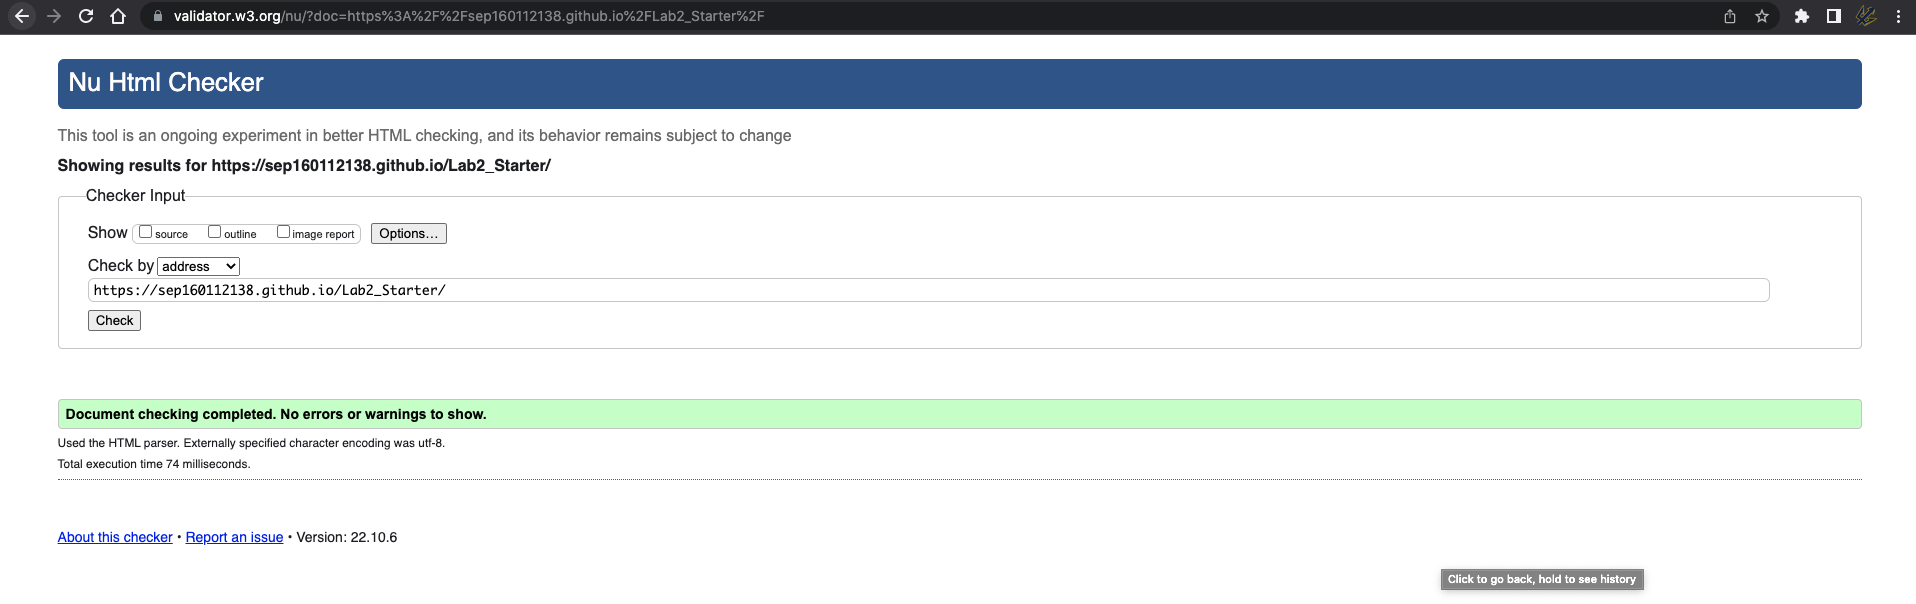 validator.w3.org/nu/?doc=https%3A%2F%2Fsep160112138.github.io%2FLab2_Starter%2F
Nu Html Checker
This tool is an ongoing experiment in better HTML checking, and its behavior remains subject to change
Showing results for https://sep160112138.github.io/Lab2_Starter/
Checker Input
Show source outline image report Options...
Check by address
https://sep160112138.github.io/Lab2_Starter/
Check
Document checking completed. No errors or warnings to show.
Used the HTML parser. Externally specified character encoding was utf-8.
Total execution time 74 milliseconds.
About this checker • Report an issue • Version: 22.10.6
Click to go back, hold to see history